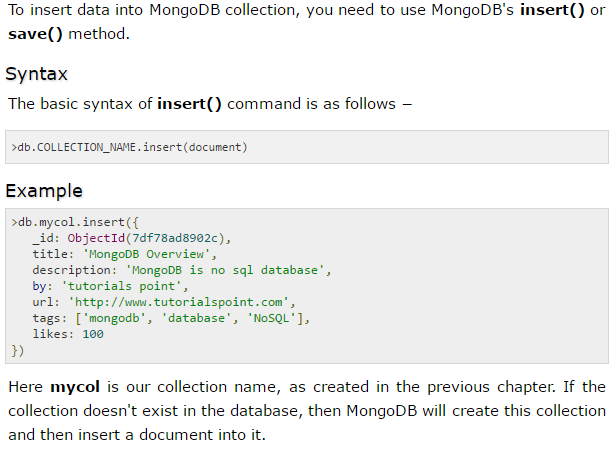 To insert data into MongoDB collection, you need to use MongoDB's insert() or
save() method.
Syntax
The basic syntax of insert() command is as follows −
>db.COLLECTION_NAME.insert(document)
Example
>db.mycol.insert({
   _id: ObjectId(7df78ad8902c),
   title: 'MongoDB Overview',
   description: 'MongoDB is no sql database',
   by: 'tutorials point',
   url: 'http://www.tutorialspoint.com',
   tags: ['mongodb', 'database', 'NoSQL'],
   likes: 100
})
Here mycol is our collection name, as created in the previous chapter. If the
collection doesn't exist in the database, then MongoDB will create this collection
and then insert a document into it.